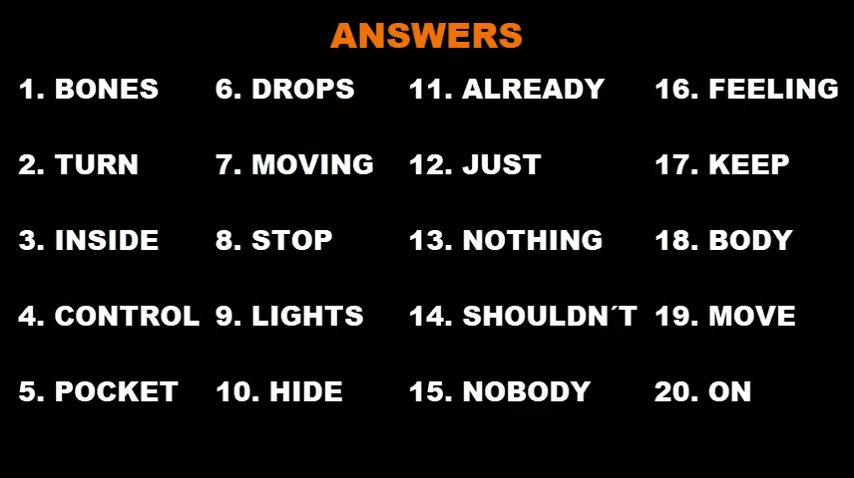 ANSWERS
1. BONES
2. TURN
3. INSIDE
4. CONTROL
5. POCKET
6. DROPS
7. MOVING
8. STOP
9. LIGHTS
10. HIDE
11. ALREADY
12. JUST
13. NOTHING
14. SHOULDN´T
15. NOBODY
16. FEELING
17. KEEP
18. BODY
19. MOVE
20. ON